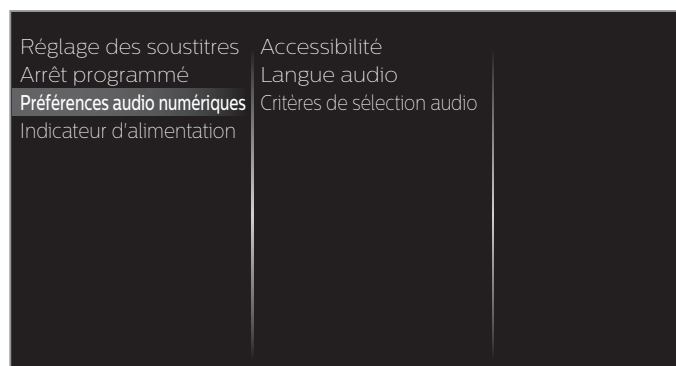 Réglage des soustitres
Arrêt programmé
Préférences audio numériques
Indicateur d'alimentation
Accessibilité
Langue audio
Critères de sélection audio